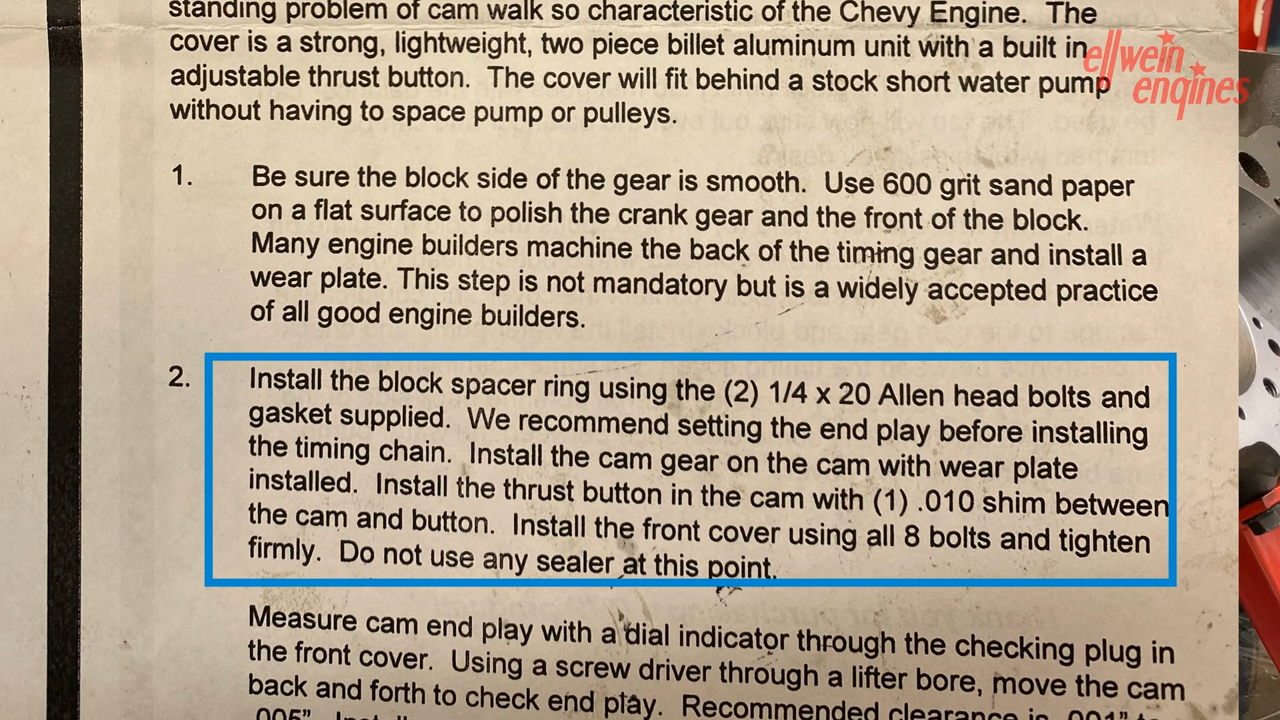 standing problem of cam walk so characteristic of the Chevy Engine. The
cover is a strong, lightweight, two piece billet aluminum unit with a built in
adjustable thrust button. The cover will fit behind a stock short water pump
without having to space pump or pulleys.
ellwein
engines
1. Be sure the block side of the gear is smooth. Use 600 grit sand paper
on a flat surface to polish the crank gear and the front of the block.
Many engine builders machine the back of the timing gear and install a
wear plate. This step is not mandatory but is a widely accepted practice
of all good engine builders.
2. Install the block spacer ring using the (2) 1/4 x 20 Allen head bolts and
gasket supplied. We recommend setting the end play before installing
the timing chain. Install the cam gear on the cam with wear plate
installed. Install the thrust button in the cam with (1) .010 shim between
the cam and button. Install the front cover using all 8 bolts and tighten
firmly. Do not use any sealer at this point.
Measure cam end play with a dial indicator through the checking plug in
the front cover. Using a screw driver through a lifter bore, move the cam
back and forth to check end play. Recommended clearance is .001" to
.005"